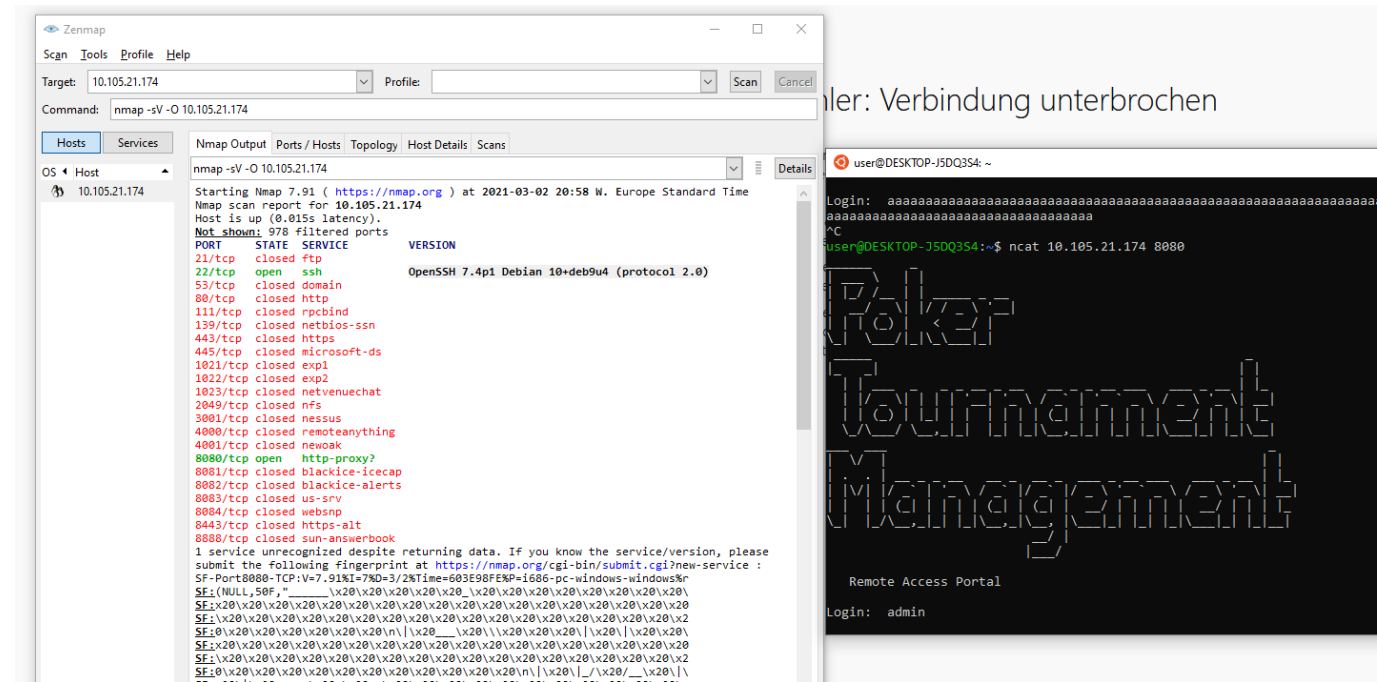 Zenmap
Scan Tools Profile Help
Target: 10.105.21.174 Profile: Scan Cancel
Command: nmap -sV -O 10.105.21.174
Hosts Services
OS Host
10.105.21.174
Nmap Output Ports / Hosts Topology Host Details Scans
nmap -sV -O 10.105.21.174 Details
Starting Nmap 7.91 ( https://nmap.org ) at 2021-03-02 20:58 W. Europe Standard Time
Nmap scan report for 10.105.21.174
Host is up (0.015s latency).
Not shown: 978 filtered ports
PORT STATE SERVICE VERSION
21/tcp closed ftp
22/tcp open ssh OpenSSH 7.4p1 Debian 10+deb9u4 (protocol 2.0)
53/tcp closed domain
80/tcp closed http
111/tcp closed rpcbind
139/tcp closed netbios-ssn
443/tcp closed https
445/tcp closed microsoft-ds
1021/tcp closed exp1
1022/tcp closed exp2
1023/tcp closed netvenuechat
2049/tcp closed nfs
3001/tcp closed nessus
4000/tcp closed remoteanything
4001/tcp closed newoak
8080/tcp open http-proxy?
8081/tcp closed blackice-icecap
8082/tcp closed blackice-alerts
8083/tcp closed us-srv
8084/tcp closed websnp
8443/tcp closed https-alt
8888/tcp closed sun-answerbook
1 service unrecognized despite returning data. If you know the service/version, please
submit the following fingerprint at https://nmap.org/cgi-bin/submit.cgi?new-service :
SF-Port8080-TCP:V=7.91%I=7%D=3/2%Time=603E98FE%P=i686-pc-windows-windows%r
SF:(NULL,50F,"______\x20\x20\x20\x20\x20_\x20\x20\x20\x20\x20\x20\x20\x20\
SF:x20\x20\x20\x20\x20\x20\x20\x20\x20\x20\x20\x20\x20\x20\x20\x20\x20\x20
SF:\x20\x20\x20\x20\x20\x20\x20\x20\x20\x20\x20\x20\x20\x20\x20\x20\x20\x2
SF:0\x20\x20\x20\x20\x20\x20\n\|\x20___\x20\\\x20\x20\x20\|\x20\|\x20\x20\
SF:x20\x20\x20\x20\x20\x20\x20\x20\x20\x20\x20\x20\x20\x20\x20\x20\x20\x20
SF:\x20\x20\x20\x20\x20\x20\x20\x20\x20\x20\x20\x20\x20\x20\x20\x20\x20\x2
SF:0\x20\x20\x20\x20\x20\x20\x20\x20\x20\x20\n\|\x20\|_/\x20/__\x20\|\
ler: Verbindung unterbrochen
user@DESKTOP-J5DQ3S4: ~
Login:
^C
user@DESKTOP-J5DQ3S4:~$ ncat 10.105.21.174 8080
Poker
Tournament
Management
Remote Access Portal
Login: admin